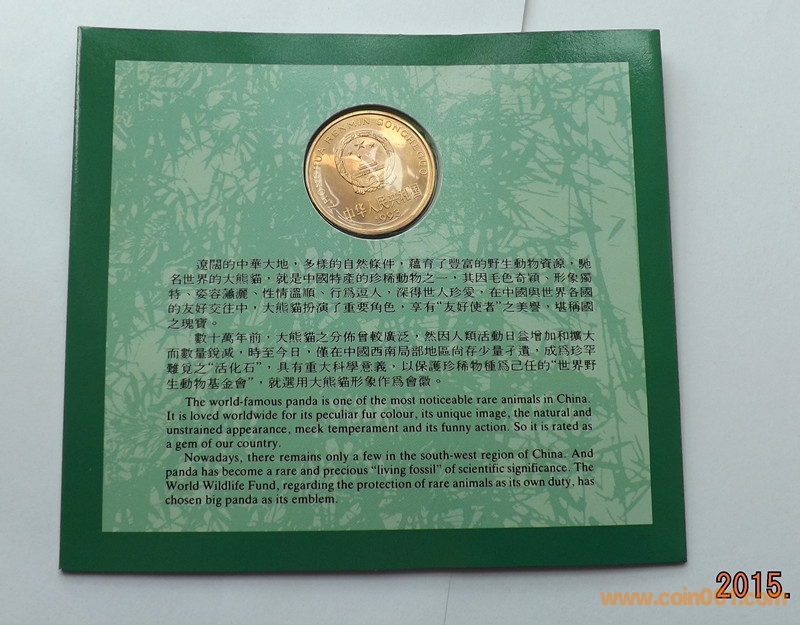 ZHONGHUA RENMIN GONGHEGUO
中华人民共和国
1993
遼闊的中華大地，多樣的自然條件，蘊育了豐富的野生動物資源，馳
名世界的大熊貓，就是中國特產的珍稀動物之一，其因毛色奇穎、形象獨
特、姿容瀟灑、性情溫順、行爲逗人，深得世人珍愛，在中國與世界各國
的友好交往中，大熊貓扮演了重要角色，享有“友好使者”之美譽，堪稱國
之瑰寶。
數十萬年前，大熊貓之分佈曾較廣泛，然因人類活動日益增加和擴大
而數量銳減，時至今日，僅在中國西南局部地區尚存少量孑遺，成爲珍罕
難覓之“活化石”，具有重大科學意義，以保護珍稀物種爲己任的“世界野
生動物基金會”，就選用大熊貓形象作爲會徽。
The world-famous panda is one of the most noticeable rare animals in China.
It is loved worldwide for its peculiar fur colour, its unique image, the natural and
unstrained appearance, meek temperament and its funny action. So it is rated as
a gem of our country.
Nowadays, there remains only a few in the south-west region of China. And
panda has become a rare and precious “living fossil” of scientific significance. The
World Wildlife Fund, regarding the protection of rare animals as its own duty, has
chosen big panda as its emblem.
2015.
www.coin001.com